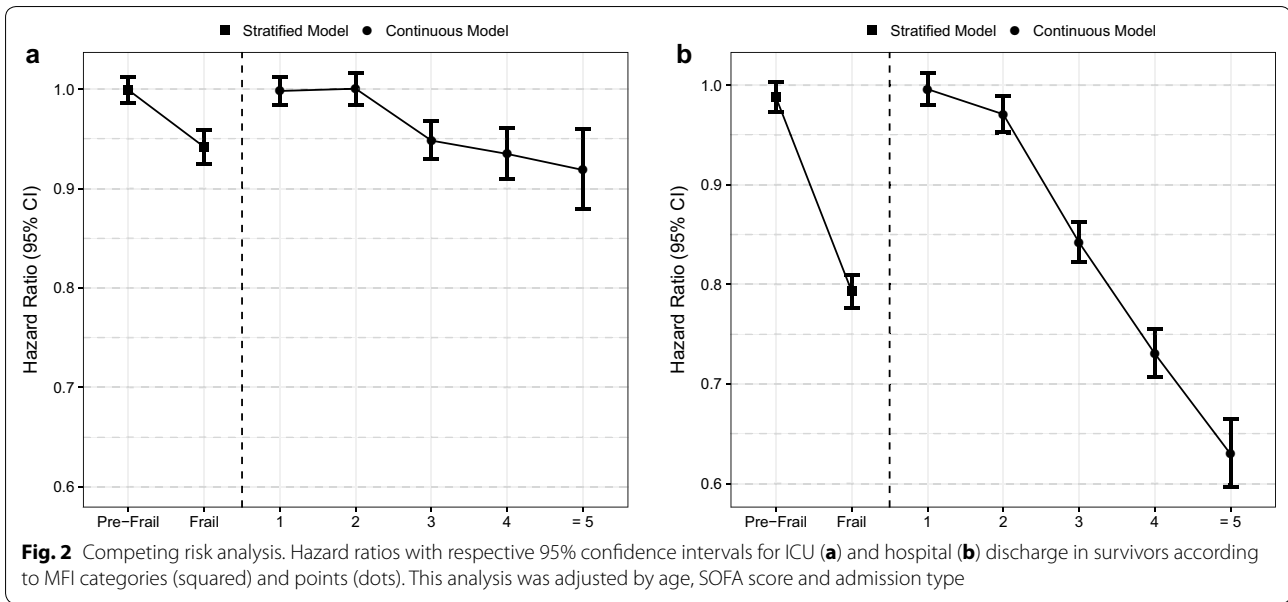 ■ Stratified Model ● Continuous Model
a
Hazard Ratio (95% CI)
1.0
0.9
0.8
0.7
0.6
Pre−Frail Frail 1 2 3 4 = 5
■ Stratified Model ● Continuous Model
b
Hazard Ratio (95% CI)
1.0
0.9
0.8
0.7
0.6
Pre−Frail Frail 1 2 3 4 = 5
Fig. 2 Competing risk analysis. Hazard ratios with respective 95% confidence intervals for ICU (a) and hospital (b) discharge in survivors according
to MFI categories (squared) and points (dots). This analysis was adjusted by age, SOFA score and admission type